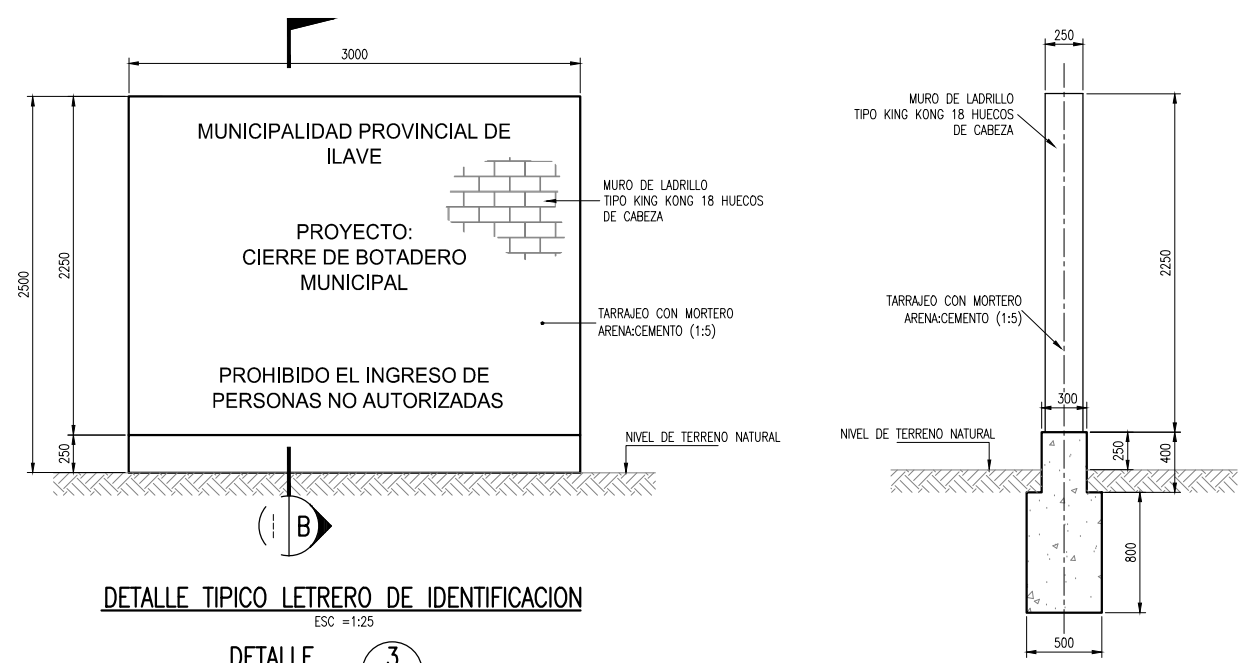 3000
2500
2250
250
MUNICIPALIDAD PROVINCIAL DE
ILAVE
PROYECTO:
CIERRE DE BOTADERO
MUNICIPAL
PROHIBIDO EL INGRESO DE
PERSONAS NO AUTORIZADAS
MURO DE LADRILLO
TIPO KING KONG 18 HUECOS
DE CABEZA
TARRAJEO CON MORTERO
ARENA:CEMENTO (1:5)
NIVEL DE TERRENO NATURAL
B
DETALLE TIPICO LETRERO DE IDENTIFICACION
ESC =1:25
DETALLE
3
250
MURO DE LADRILLO
TIPO KING KONG 18 HUECOS
DE CABEZA
2250
TARRAJEO CON MORTERO
ARENA:CEMENTO (1:5)
300
NIVEL DE TERRENO NATURAL
250
400
800
500